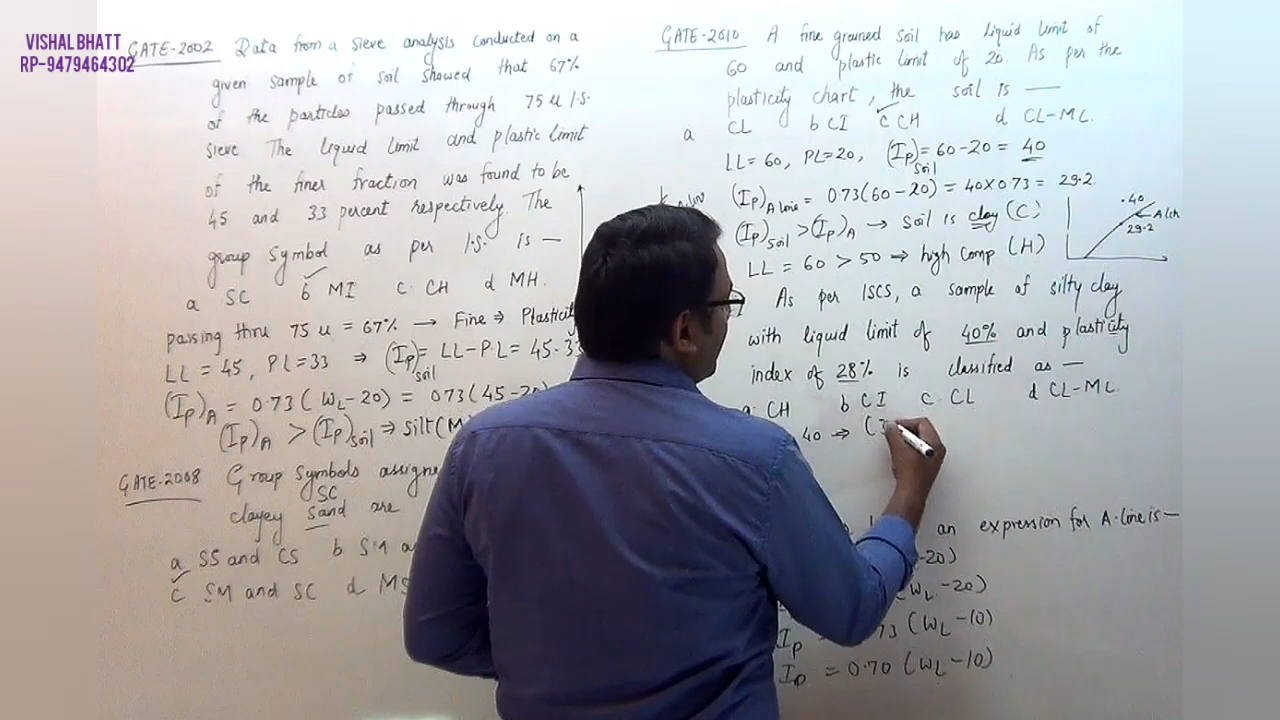 VISHAL BHATT
RP-9479464302
GATE-2002 Data from a sieve analysis conducted on a
given sample of soil showed that 67%
of the particles passed through 75 μ I.S.
sieve The liquid limit and plastic limit
of the finer fraction was found to be
45 and 33 percent respectively. The
group symbol as per I.S. is —
a SC b MI c. CH d MH.
passing thru 75 μ = 67% → Fine ⇒ Plasticity
LL = 45, PL = 33 ⇒ (Ip)soil = LL-P.L = 45-33
(Ip)A = 0.73 (WL-20) = 0.73 (45-20)
(Ip)A > (Ip)soil ⇒ silt (M)
GATE-2008 Group symbols assigne
SC
clayey sand are
a SS and CS b SM a
c SM and SC d MS
GATE-2010 A fine grained soil has liquid limit of
60 and plastic limit of 20. As per the
plasticity chart, the soil is —
a CL b CI c CH d CL-ML.
LL = 60, PL = 20, (Ip)soil = 60-20 = 40
(Ip)A line = 0.73 (60-20) = 40×0.73 = 29.2.
(Ip)soil > (Ip)A → soil is clay (C)
LL = 60 > 50 → high comp (H)
.40
A line
29.2
As per ISCS, a sample of silty clay
with liquid limit of 40% and plasticity
index of 28% is classified as —
a. CH b CI c. CL d CL-ML
40 ⇒ (I
an expression for A-line is —
-20)
(WL-20)
Ip 73 (WL-10)
Ip = 0.70 (WL-10)